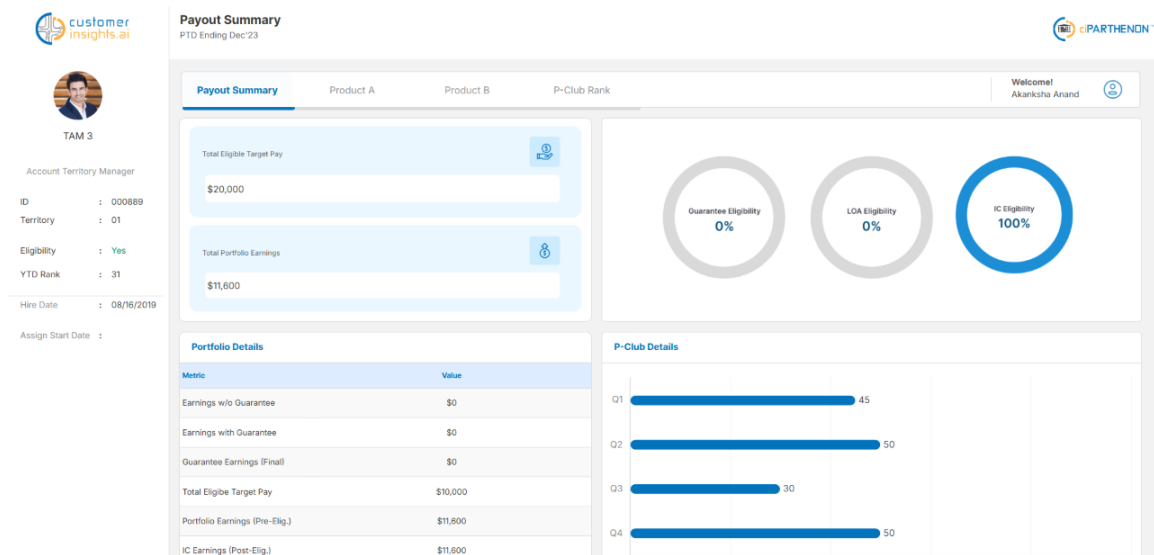 customer
insights.ai
Payout Summary
PTD Ending Dec'23
ciPARTHENON™
Payout Summary Product A Product B P-Club Rank
Welcome!
Akanksha Anand
TAM 3
Account Territory Manager
ID : 000889
Territory : 01
Eligibility : Yes
YTD Rank : 31
Hire Date : 08/16/2019
Assign Start Date :
Total Eligible Target Pay
$20,000
Total Portfolio Earnings
$11,600
Guarantee Eligibility
0%
LOA Eligibility
0%
IC Eligibility
100%
Portfolio Details
Metric Value
Earnings w/o Guarantee $0
Earnings with Guarantee $0
Guarantee Earnings (Final) $0
Total Eligibe Target Pay $10,000
Portfolio Earnings (Pre-Elig.) $11,600
IC Earnings (Post-Elig.) $11,600
P-Club Details
Q1 45
Q2 50
Q3 30
Q4 50